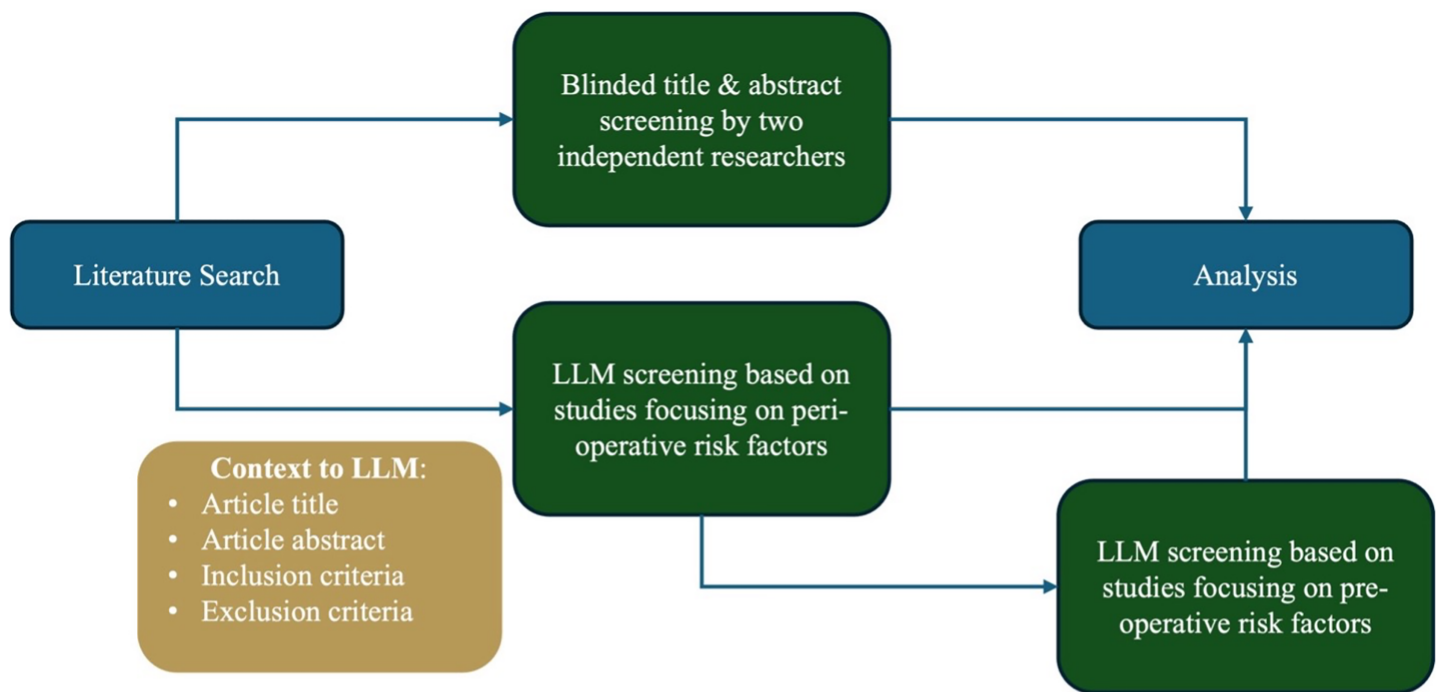 Blinded title & abstract
screening by two
independent researchers
Literature Search
Analysis
LLM screening based on
studies focusing on peri-
operative risk factors
Context to LLM:
• Article title
• Article abstract
• Inclusion criteria
• Exclusion criteria
LLM screening based on
studies focusing on pre-
operative risk factors